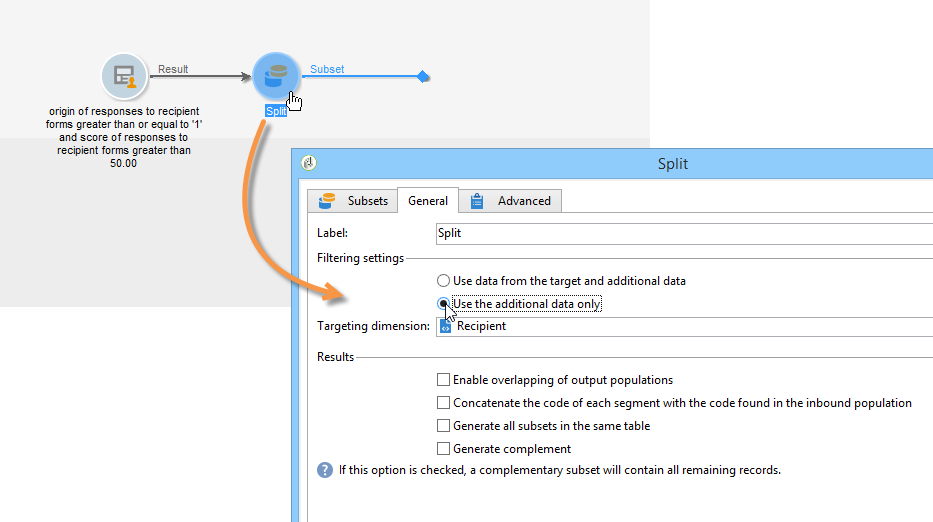 Result
Subset
Split
origin of responses to recipient
forms greater than or equal to '1'
and score of responses to
recipient forms greater than
50.00
Split
Subsets
General
Advanced
Label:
Split
Filtering settings
Use data from the target and additional data
Use the additional data only
Targeting dimension:
Recipient
Results
Enable overlapping of output populations
Concatenate the code of each segment with the code found in the inbound population
Generate all subsets in the same table
Generate complement
? If this option is checked, a complementary subset will contain all remaining records.